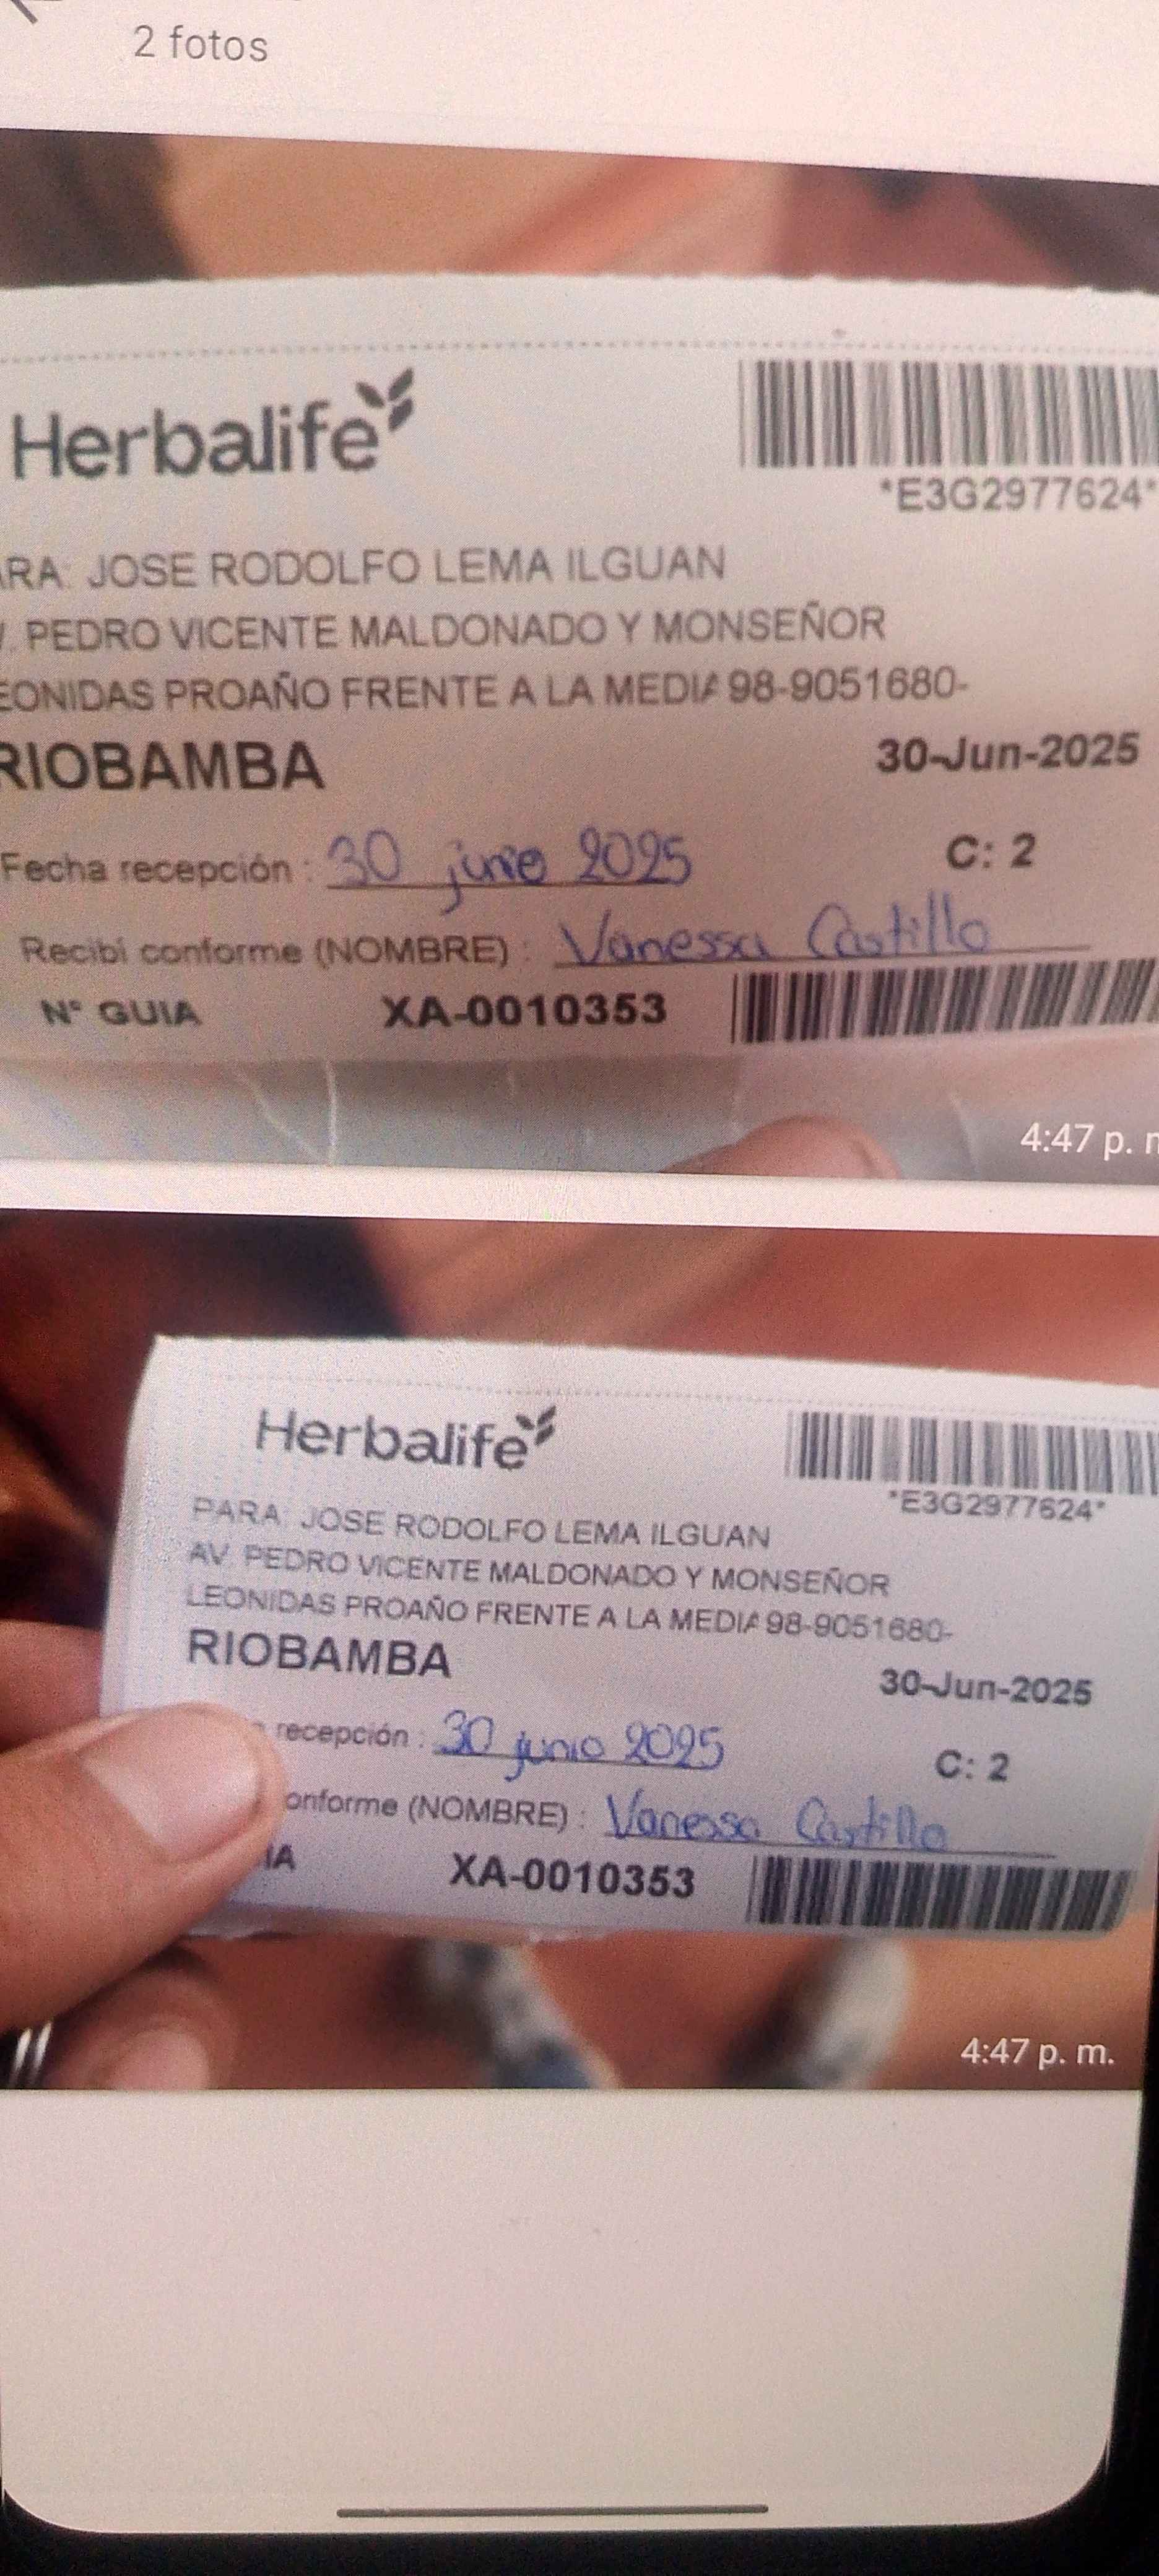 2 fotos
Herbalife
*E3G2977624*
ARA: JOSE RODOLFO LEMA ILGUAN
V. PEDRO VICENTE MALDONADO Y MONSEÑOR
EONIDAS PROAÑO FRENTE A LA MEDIA 98-9051680-
RIOBAMBA
30-Jun-2025
Fecha recepción : 30 junio 2025
C: 2
Recibí conforme (NOMBRE) : Vanessa Castillo
N° GUIA XA-0010353
4:47 p. m
Herbalife
*E3G2977624*
PARA: JOSE RODOLFO LEMA ILGUAN
AV. PEDRO VICENTE MALDONADO Y MONSEÑOR
LEONIDAS PROAÑO FRENTE A LA MEDIA 98-9051680-
RIOBAMBA
30-Jun-2025
recepción : 30 junio 2025
C: 2
onforme (NOMBRE) : Vanessa Castillo
IA XA-0010353
4:47 p. m.